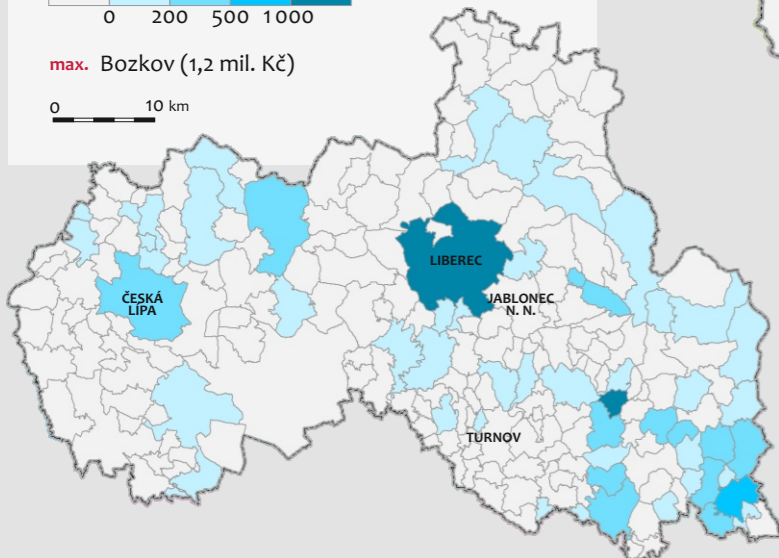 0 200 500 1000
max. Bozkov (1,2 mil. Kč)
0 10 km
LIBEREC
ČESKÁ
LÍPA
JABLONEC
N. N.
TURNOV